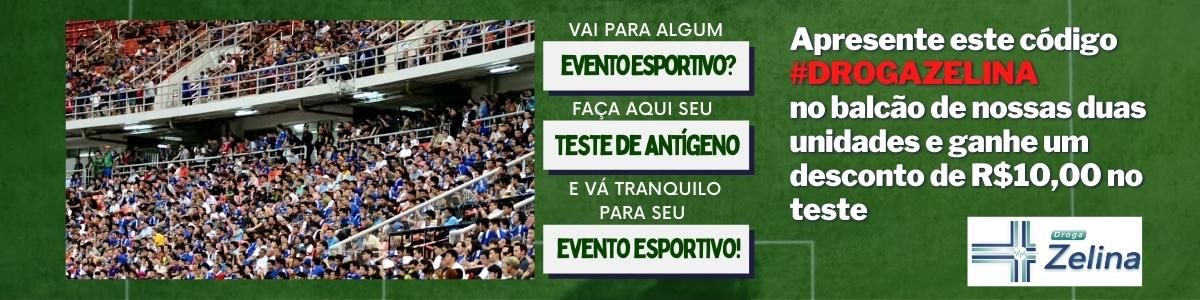 VAI PARA ALGUM
EVENTO ESPORTIVO?
FAÇA AQUI SEU
TESTE DE ANTÍGENO
E VÁ TRANQUILO
PARA SEU
EVENTO ESPORTIVO!
Apresente este código
#DROGAZELINA
no balcão de nossas duas
unidades e ganhe um
desconto de R$10,00 no
teste
Droga
Zelina